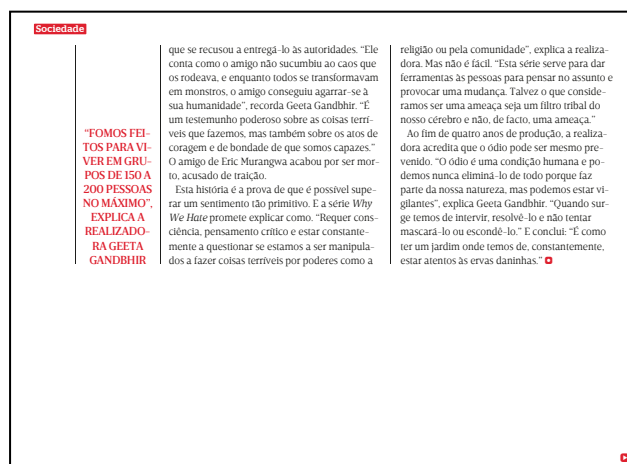 Sociedade
“FOMOS FEI-
TOS PARA VI-
VER EM GRU-
POS DE 150 A
200 PESSOAS
NO MÁXIMO”,
EXPLICA A
REALIZADO-
RA GEETA
GANDBHIR
que se recusou a entregá-lo às autoridades. “Ele
conta como o amigo não sucumbiu ao caos que
os rodeava, e enquanto todos se transformavam
em monstros, o amigo conseguiu agarrar-se à
sua humanidade”, recorda Geeta Gandbhir. “É
um testemunho poderoso sobre as coisas terrí-
veis que fazemos, mas também sobre os atos de
coragem e de bondade de que somos capazes.”
O amigo de Eric Murangwa acabou por ser mor-
to, acusado de traição.
Esta história é a prova de que é possível supe-
rar um sentimento tão primitivo. E a série Why
We Hate promete explicar como. “Requer cons-
ciência, pensamento crítico e estar constante-
mente a questionar se estamos a ser manipula-
dos a fazer coisas terríveis por poderes como a
religião ou pela comunidade”, explica a realiza-
dora. Mas não é fácil. “Esta série serve para dar
ferramentas às pessoas para pensar no assunto e
provocar uma mudança. Talvez o que conside-
ramos ser uma ameaça seja um filtro tribal do
nosso cérebro e não, de facto, uma ameaça.”
Ao fim de quatro anos de produção, a realiza-
dora acredita que o ódio pode ser mesmo pre-
venido. “O ódio é uma condição humana e po-
demos nunca eliminá-lo de todo porque faz
parte da nossa natureza, mas podemos estar vi-
gilantes”, explica Geeta Gandbhir. “Quando sur-
ge temos de intervir, resolvê-lo e não tentar
mascará-lo ou escondê-lo.” E conclui: “É como
ter um jardim onde temos de, constantemente,
estar atentos às ervas daninhas.”